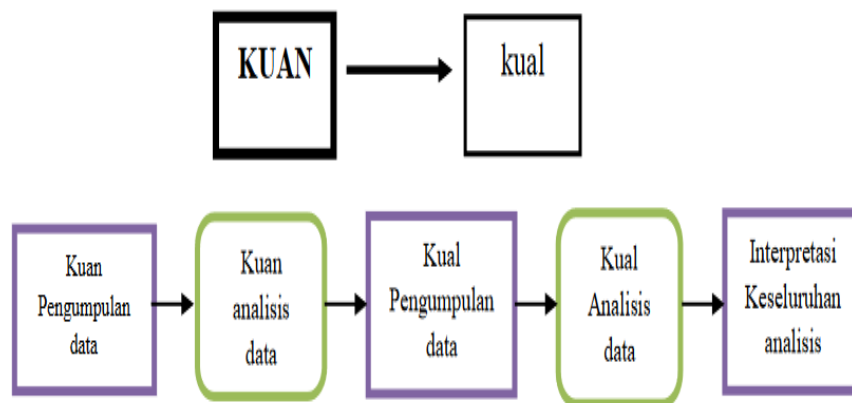 KUAN
kual
Kuan
Pengumpulan
data
Kuan
analisis
data
Kual
Pengumpulan
data
Kual
Analisis
data
Interpretasi
Keseluruhan
analisis